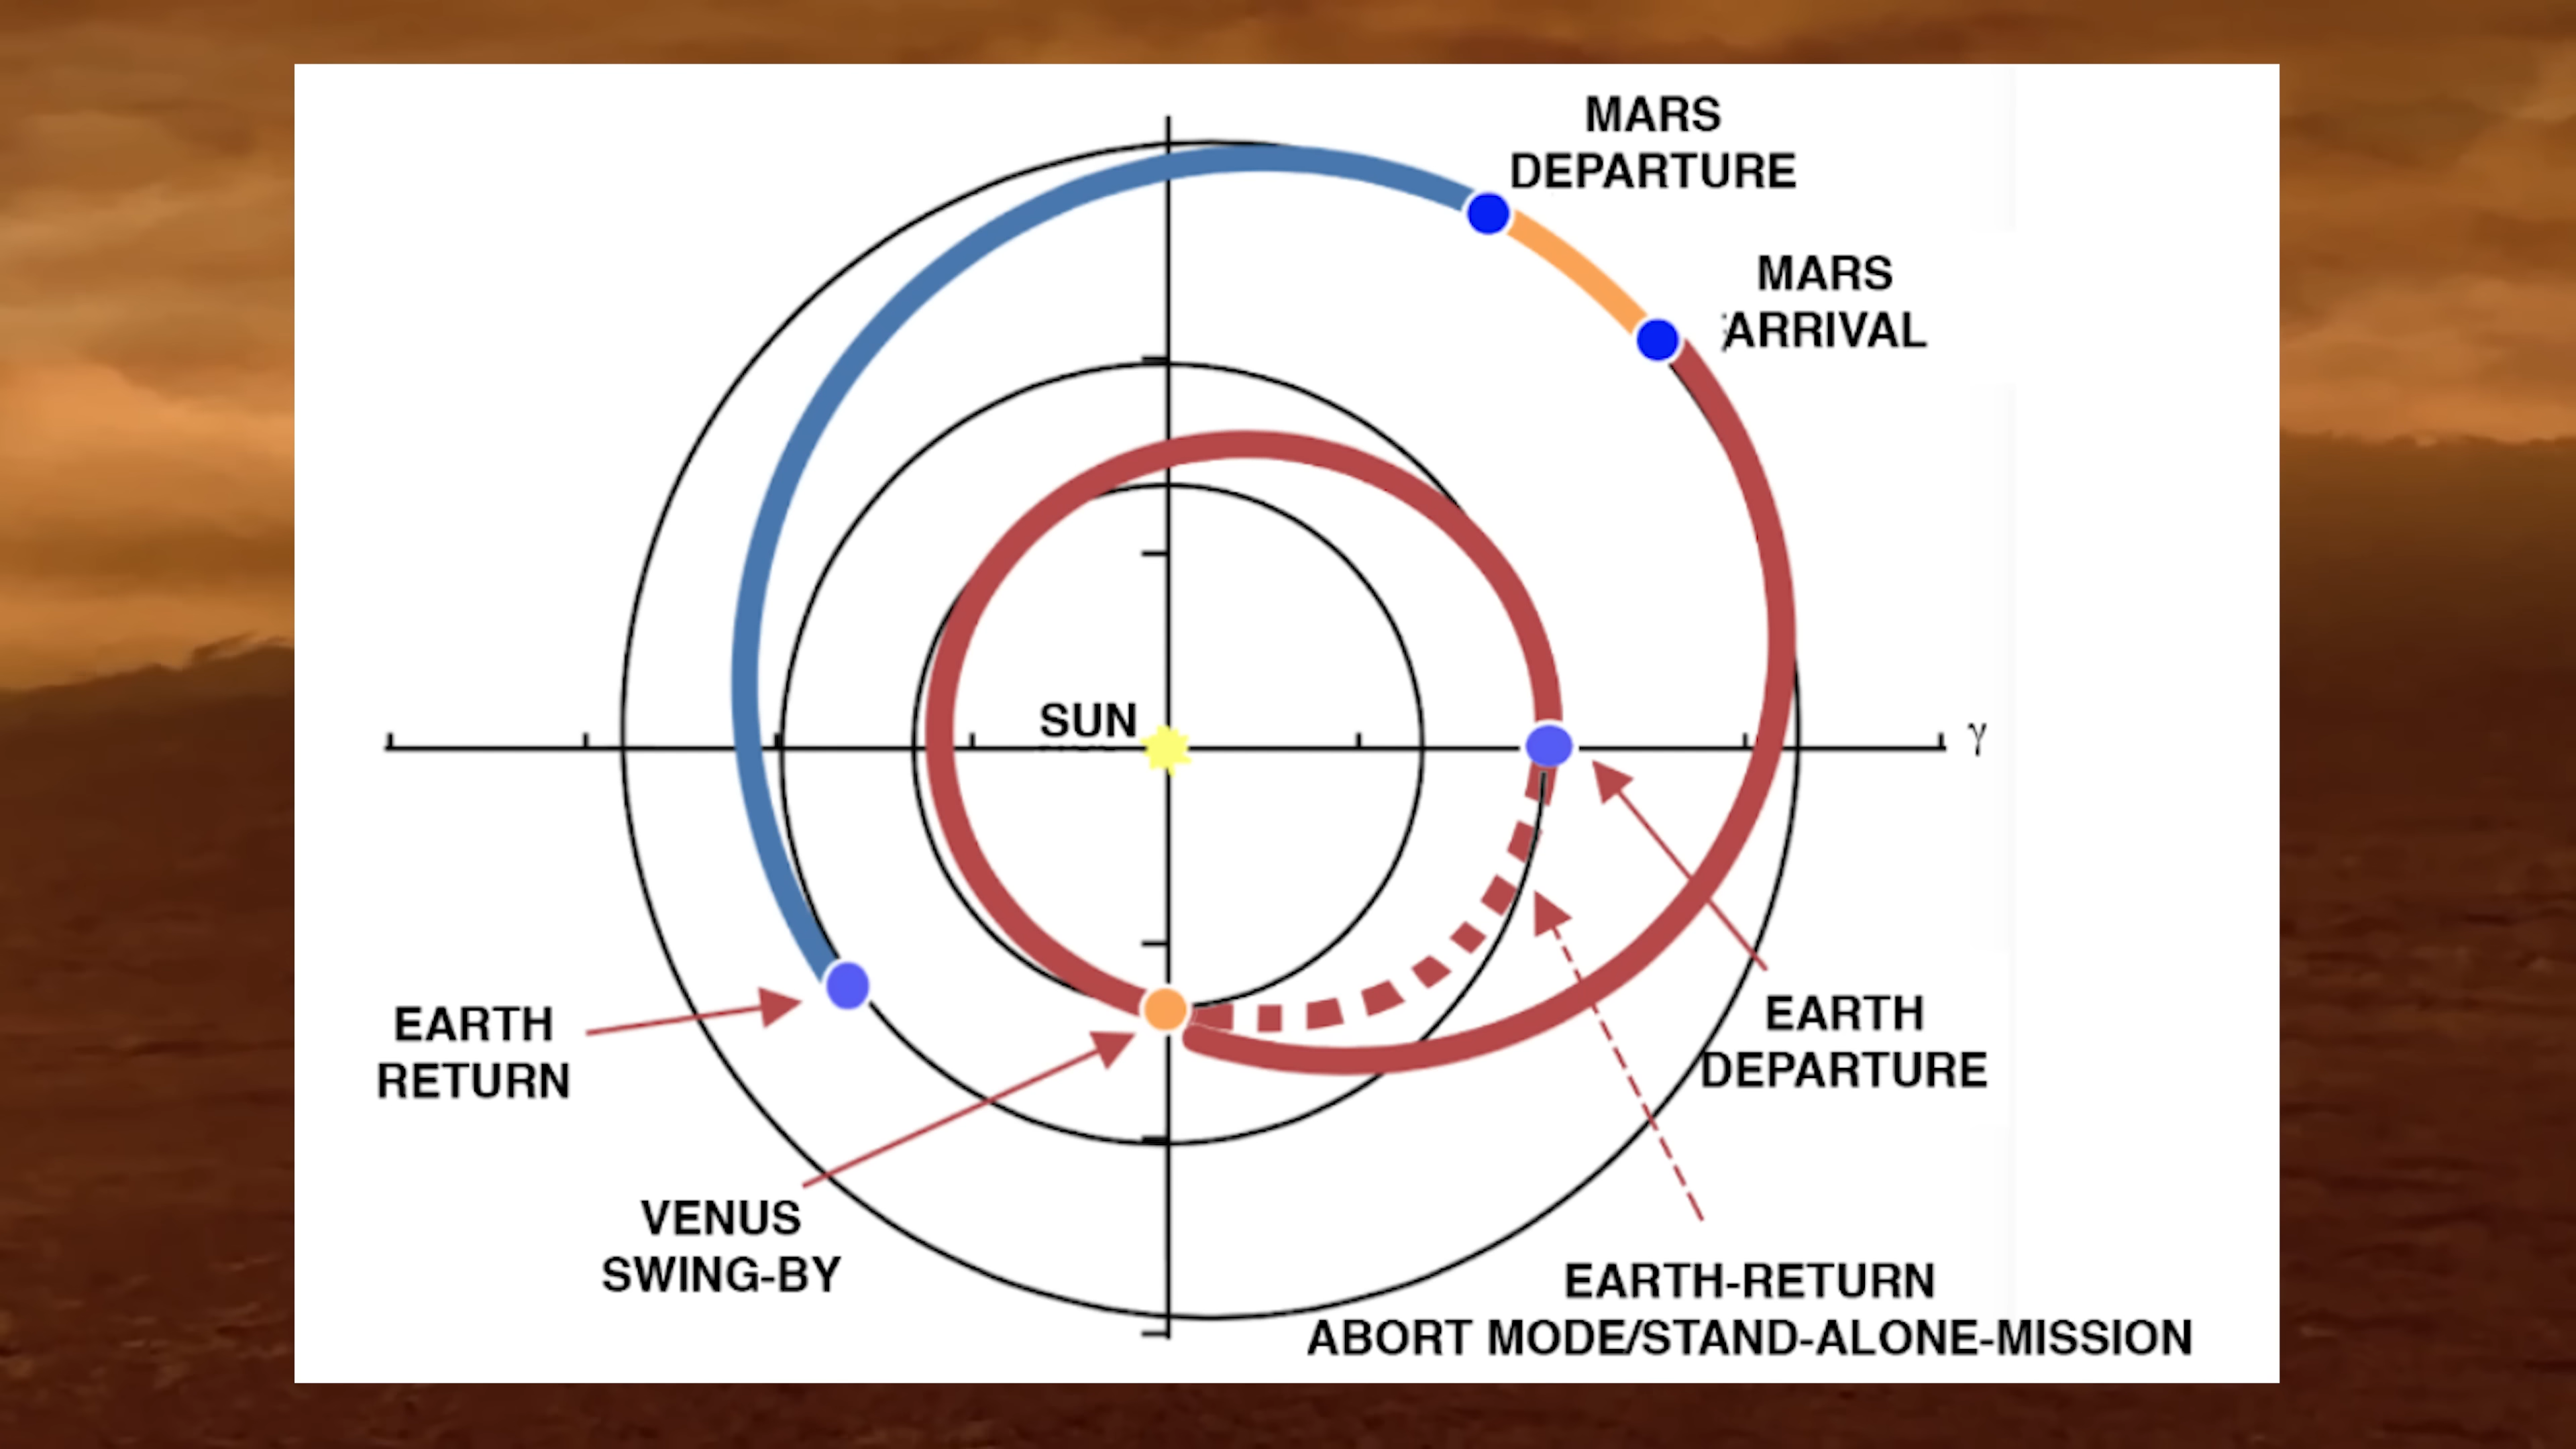 MARS
DEPARTURE
MARS
ARRIVAL
SUN
γ
EARTH
RETURN
EARTH
DEPARTURE
VENUS
SWING-BY
EARTH-RETURN
ABORT MODE/STAND-ALONE-MISSION